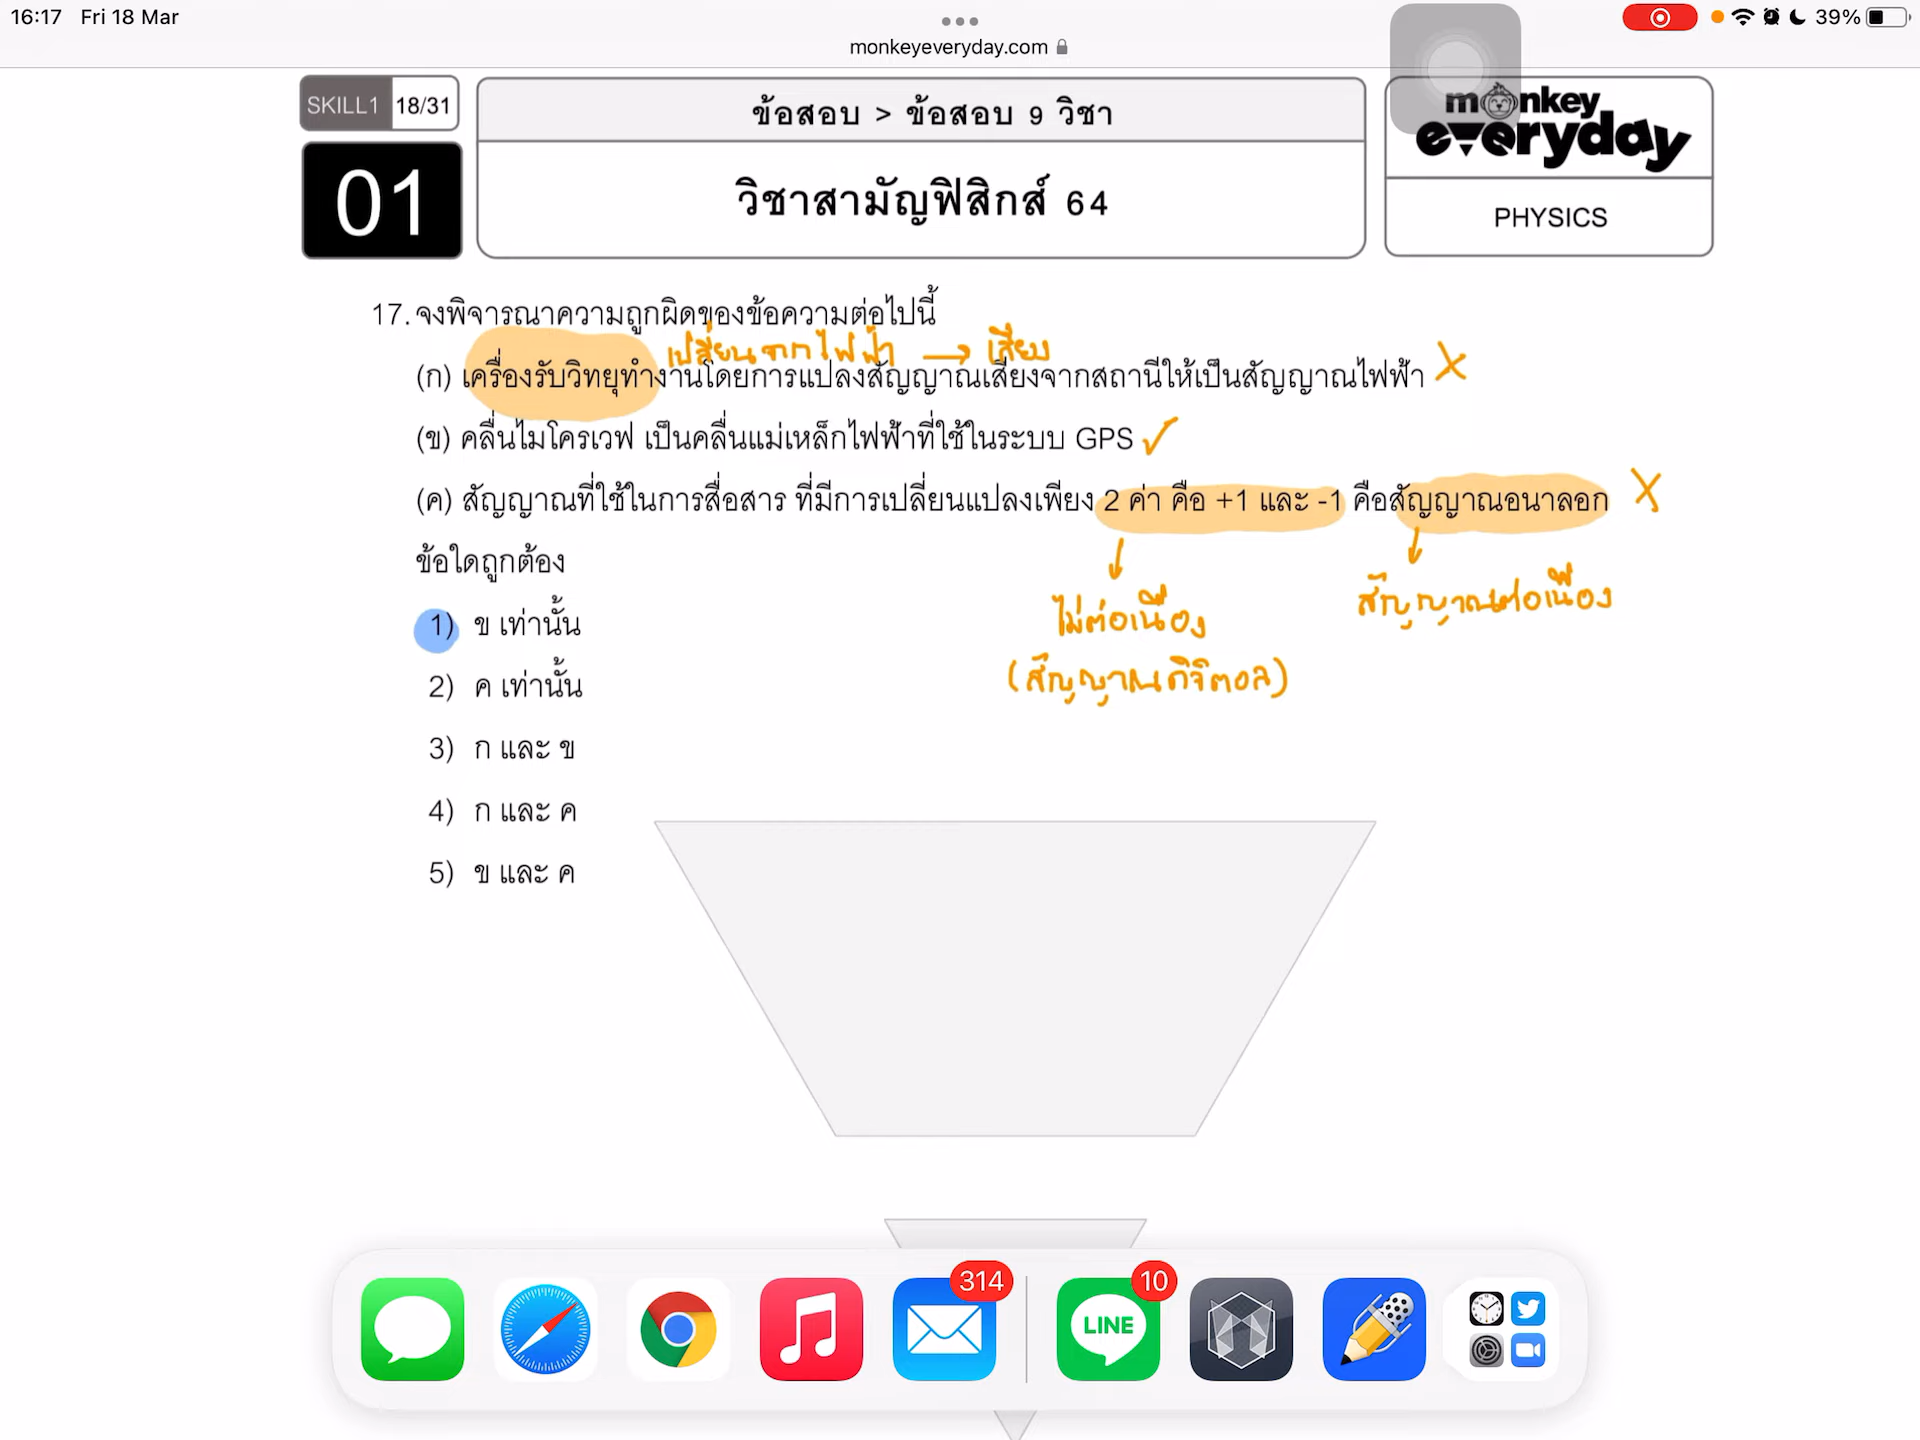 16:17 Fri 18 Mar
39%
monkeyeveryday.com
SKILL1 18/31
01
ข้อสอบ > ข้อสอบ 9 วิชา
วิชาสามัญฟิสิกส์ 64
monkey
everyday
PHYSICS
17. จงพิจารณาความถูกผิดของข้อความต่อไปนี้
เปลี่ยนจากไฟฟ้า → เสียง
(ก) เครื่องรับวิทยุทำงานโดยการแปลงสัญญาณเสียงจากสถานีให้เป็นสัญญาณไฟฟ้า
(ข) คลื่นไมโครเวฟ เป็นคลื่นแม่เหล็กไฟฟ้าที่ใช้ในระบบ GPS
(ค) สัญญาณที่ใช้ในการสื่อสาร ที่มีการเปลี่ยนแปลงเพียง 2 ค่า คือ +1 และ -1 คือสัญญาณอนาลอก
ข้อใดถูกต้อง
ไม่ต่อเนื่อง
(สัญญาณดิจิตอล)
สัญญาณต่อเนื่อง
1) ข เท่านั้น
2) ค เท่านั้น
3) ก และ ข
4) ก และ ค
5) ข และ ค
314
10
LINE